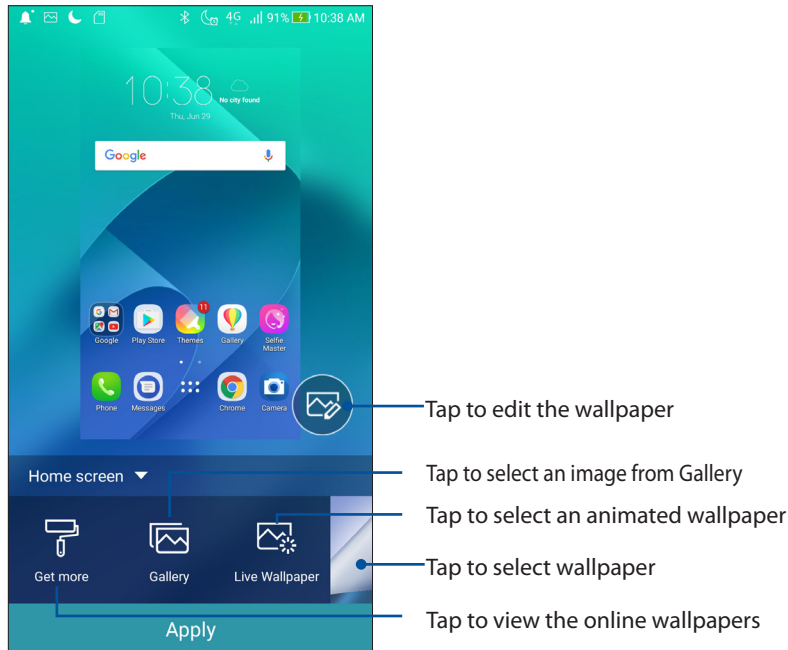 4G 91% 10:38 AM
10:38
No city found
Thu, Jun 29
Google
11
Google Play Store Themes Gallery Selfie
Master
Phone Messages Chrome Camera
Tap to edit the wallpaper
Home screen
Tap to select an image from Gallery
Tap to select an animated wallpaper
Get more Gallery Live Wallpaper
Tap to select wallpaper
Tap to view the online wallpapers
Apply